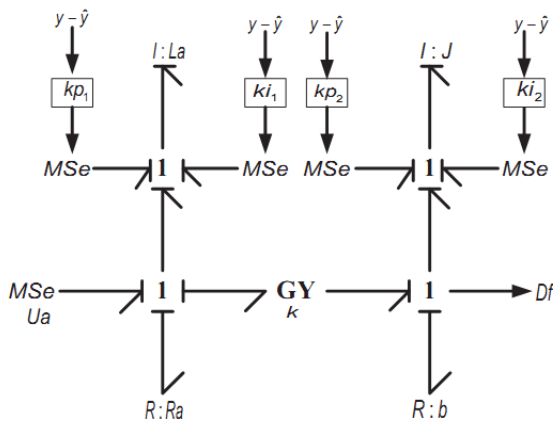 y − ŷ
y − ŷ
y − ŷ
y − ŷ
I : La
I : J
kp₁
ki₁
kp₂
ki₂
MSe
1
MSe
MSe
1
MSe
MSe
Ua
1
GY
k
1
Df
R : Ra
R : b